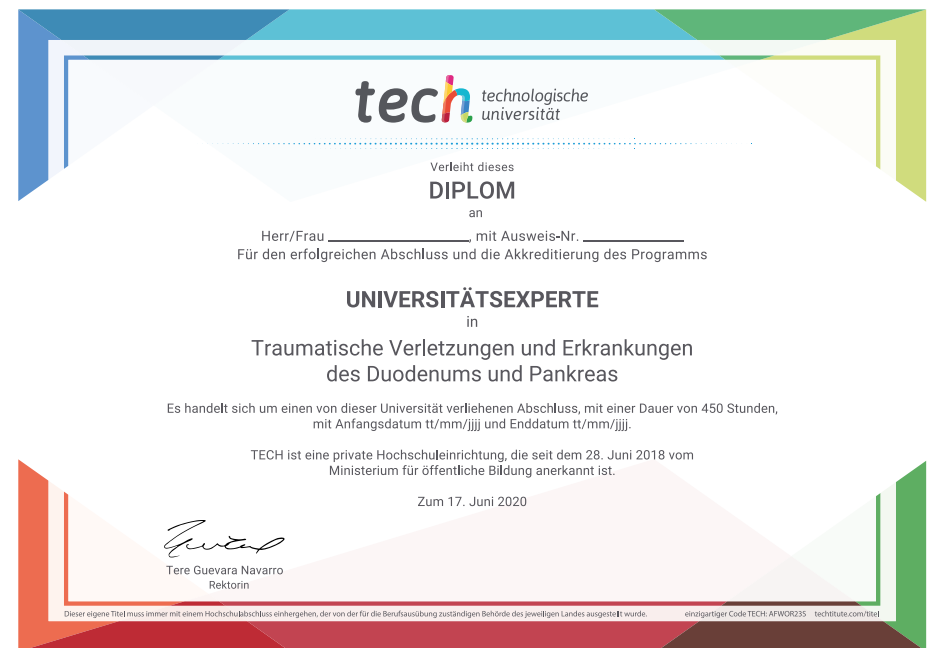 tech technologische
universität
Verleiht dieses
DIPLOM
an
Herr/Frau ____________________, mit Ausweis-Nr. ______________
Für den erfolgreichen Abschluss und die Akkreditierung des Programms
UNIVERSITÄTSEXPERTE
in
Traumatische Verletzungen und Erkrankungen
des Duodenums und Pankreas
Es handelt sich um einen von dieser Universität verliehenen Abschluss, mit einer Dauer von 450 Stunden,
mit Anfangsdatum tt/mm/jjjj und Enddatum tt/mm/jjjj.
TECH ist eine private Hochschuleinrichtung, die seit dem 28. Juni 2018 vom
Ministerium für öffentliche Bildung anerkannt ist.
Zum 17. Juni 2020
Tere Guevara Navarro
Rektorin
Dieser eigene Titel muss immer mit einem Hochschulabschluss einhergehen, der von der für die Berufsausübung zuständigen Behörde des jeweiligen Landes ausgestellt wurde. einzigartiger Code TECH: AFWOR23S techtitute.com/titel